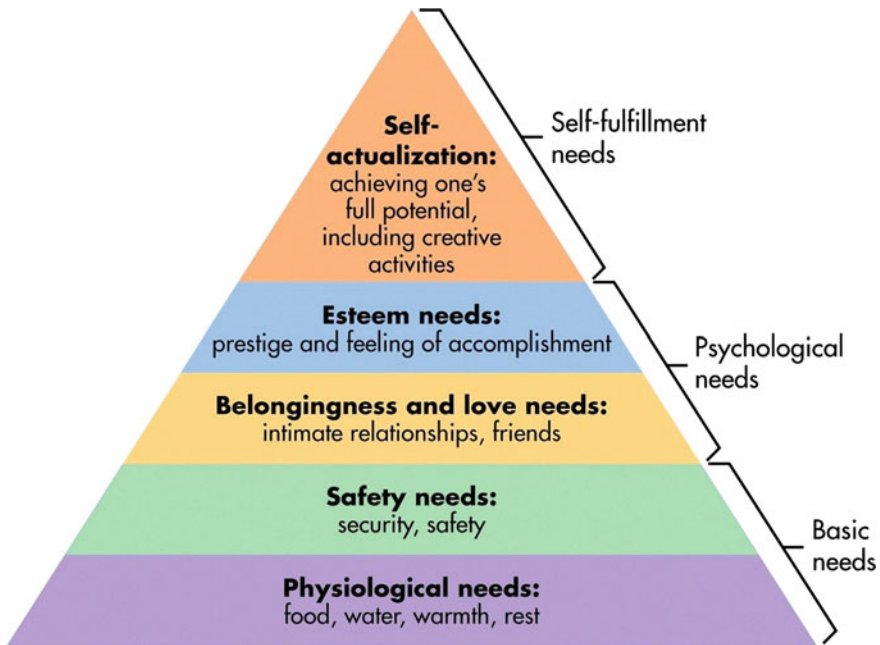 Self-
actualization:
achieving one's
full potential,
including creative
activities
Self-fulfillment
needs
Esteem needs:
prestige and feeling of accomplishment
Psychological
needs
Belongingness and love needs:
intimate relationships, friends
Safety needs:
security, safety
Basic
needs
Physiological needs:
food, water, warmth, rest